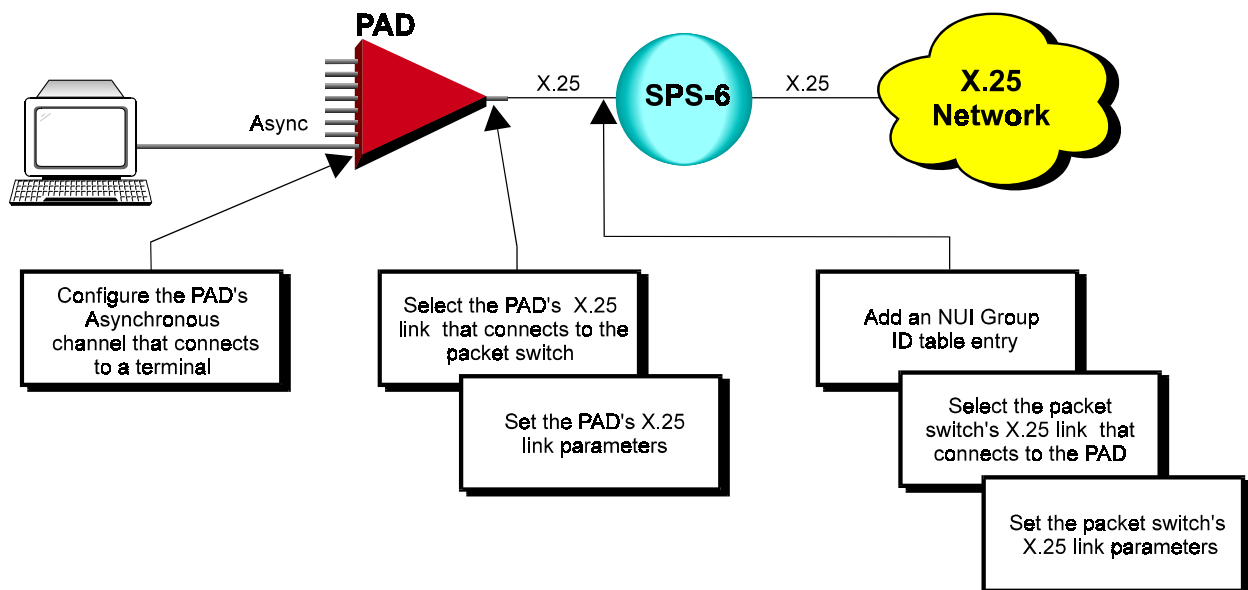 PAD
Async
X.25
SPS-6
X.25
X.25
Network
Configure the PAD's
Asynchronous
channel that connects
to a terminal
Select the PAD's X.25
link that connects to the
packet switch
Set the PAD's X.25
link parameters
Add an NUI Group
ID table entry
Select the packet
switch's X.25 link that
connects to the PAD
Set the packet switch's
X.25 link parameters